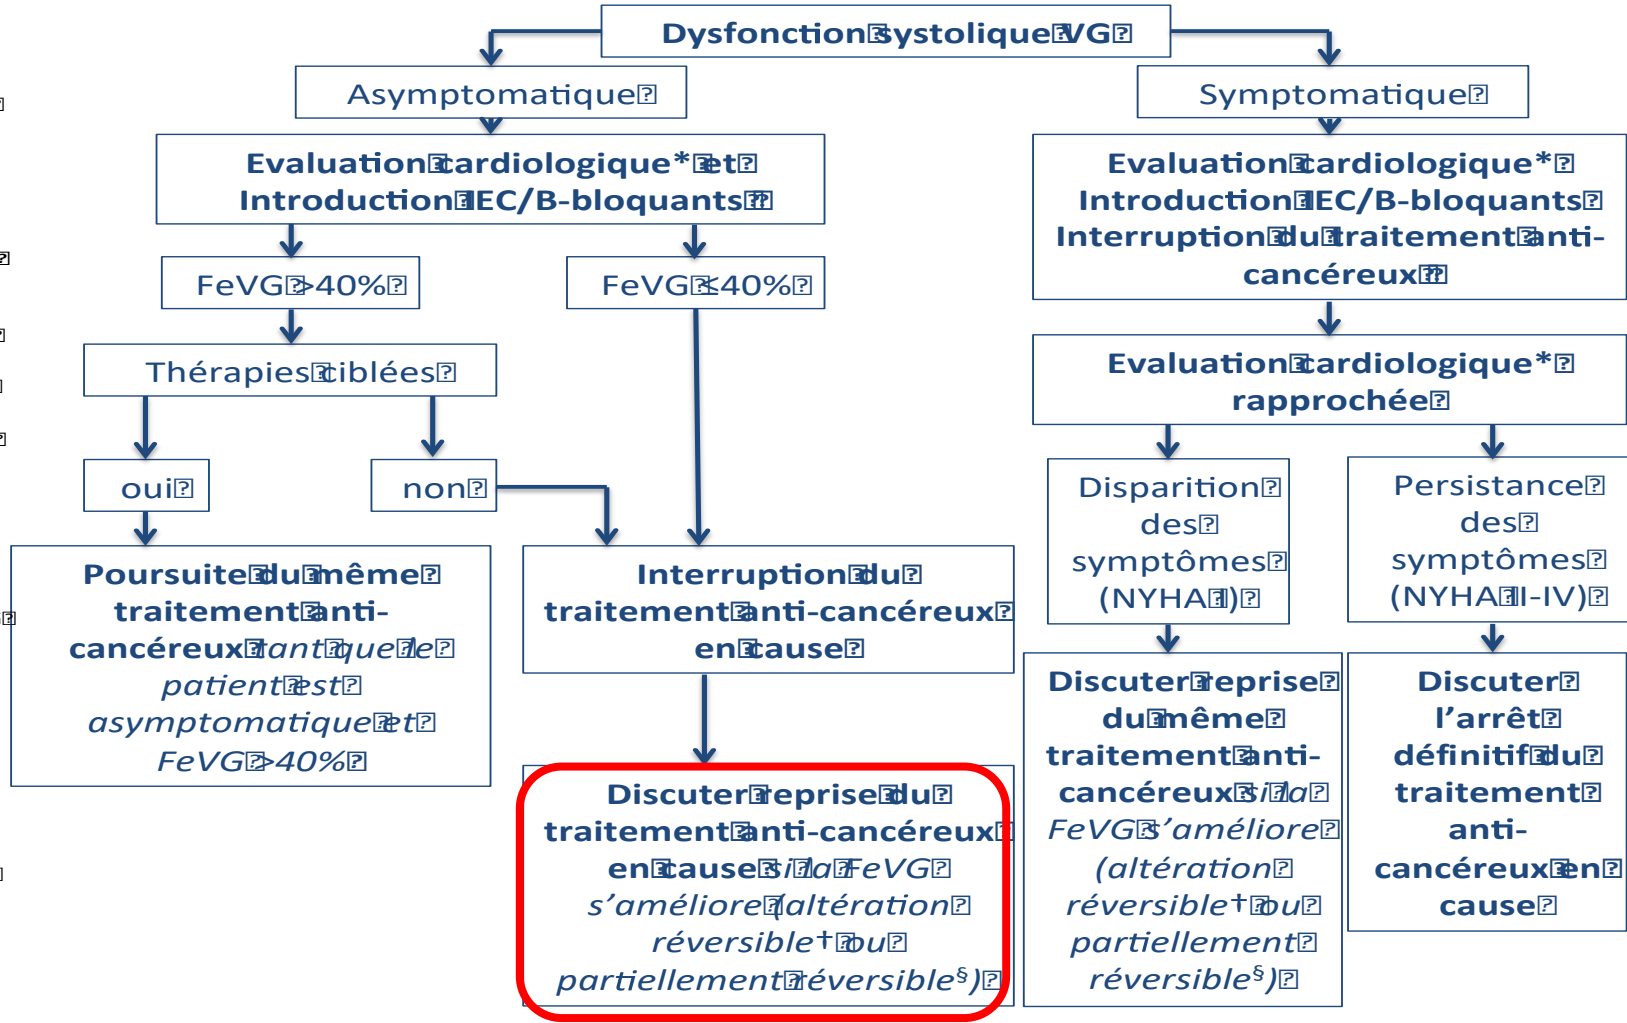 Dysfonction systolique VG
Asymptomatique
Symptomatique
Evaluation cardiologique* et
Introduction IEC/B-bloquants
Evaluation cardiologique*
Introduction IEC/B-bloquants
Interruption du traitement anti-
cancéreux
FeVG >40%
FeVG ≤40%
Thérapies ciblées
Evaluation cardiologique*
rapprochée
oui
non
Disparition
des
symptômes
(NYHA I)
Persistance
des
symptômes
(NYHA II-IV)
Poursuite du même
traitement anti-
cancéreux tant que le
patient est
asymptomatique et
FeVG >40%
Interruption du
traitement anti-cancéreux
en cause
Discuter reprise du
traitement anti-cancéreux
en cause si la FeVG
s'améliore (altération
réversible† ou
partiellement réversible§)
Discuter reprise
du même
traitement anti-
cancéreux si la
FeVG s'améliore
(altération
réversible† ou
partiellement
réversible§)
Discuter
l'arrêt
définitif du
traitement
anti-
cancéreux en
cause